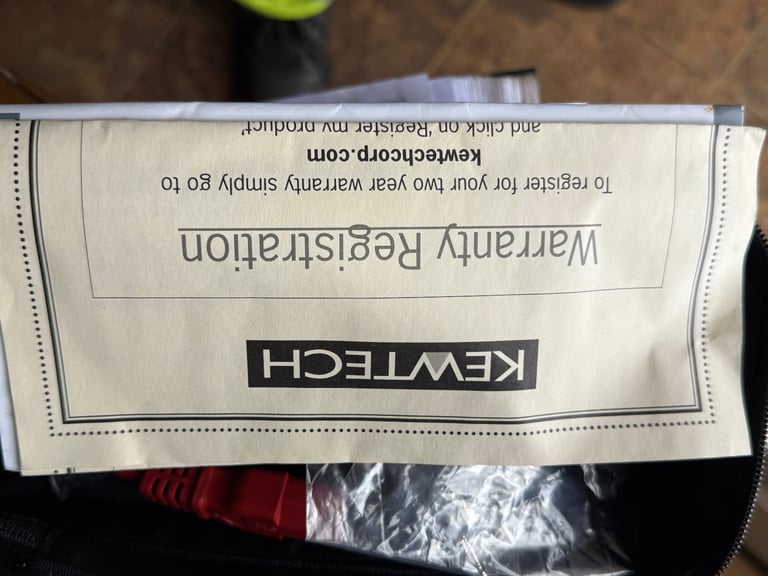 KEWTECH
Warranty Registration
To register for your two year warranty simply go to
kewtechcorp.com
and click on 'Register my product'